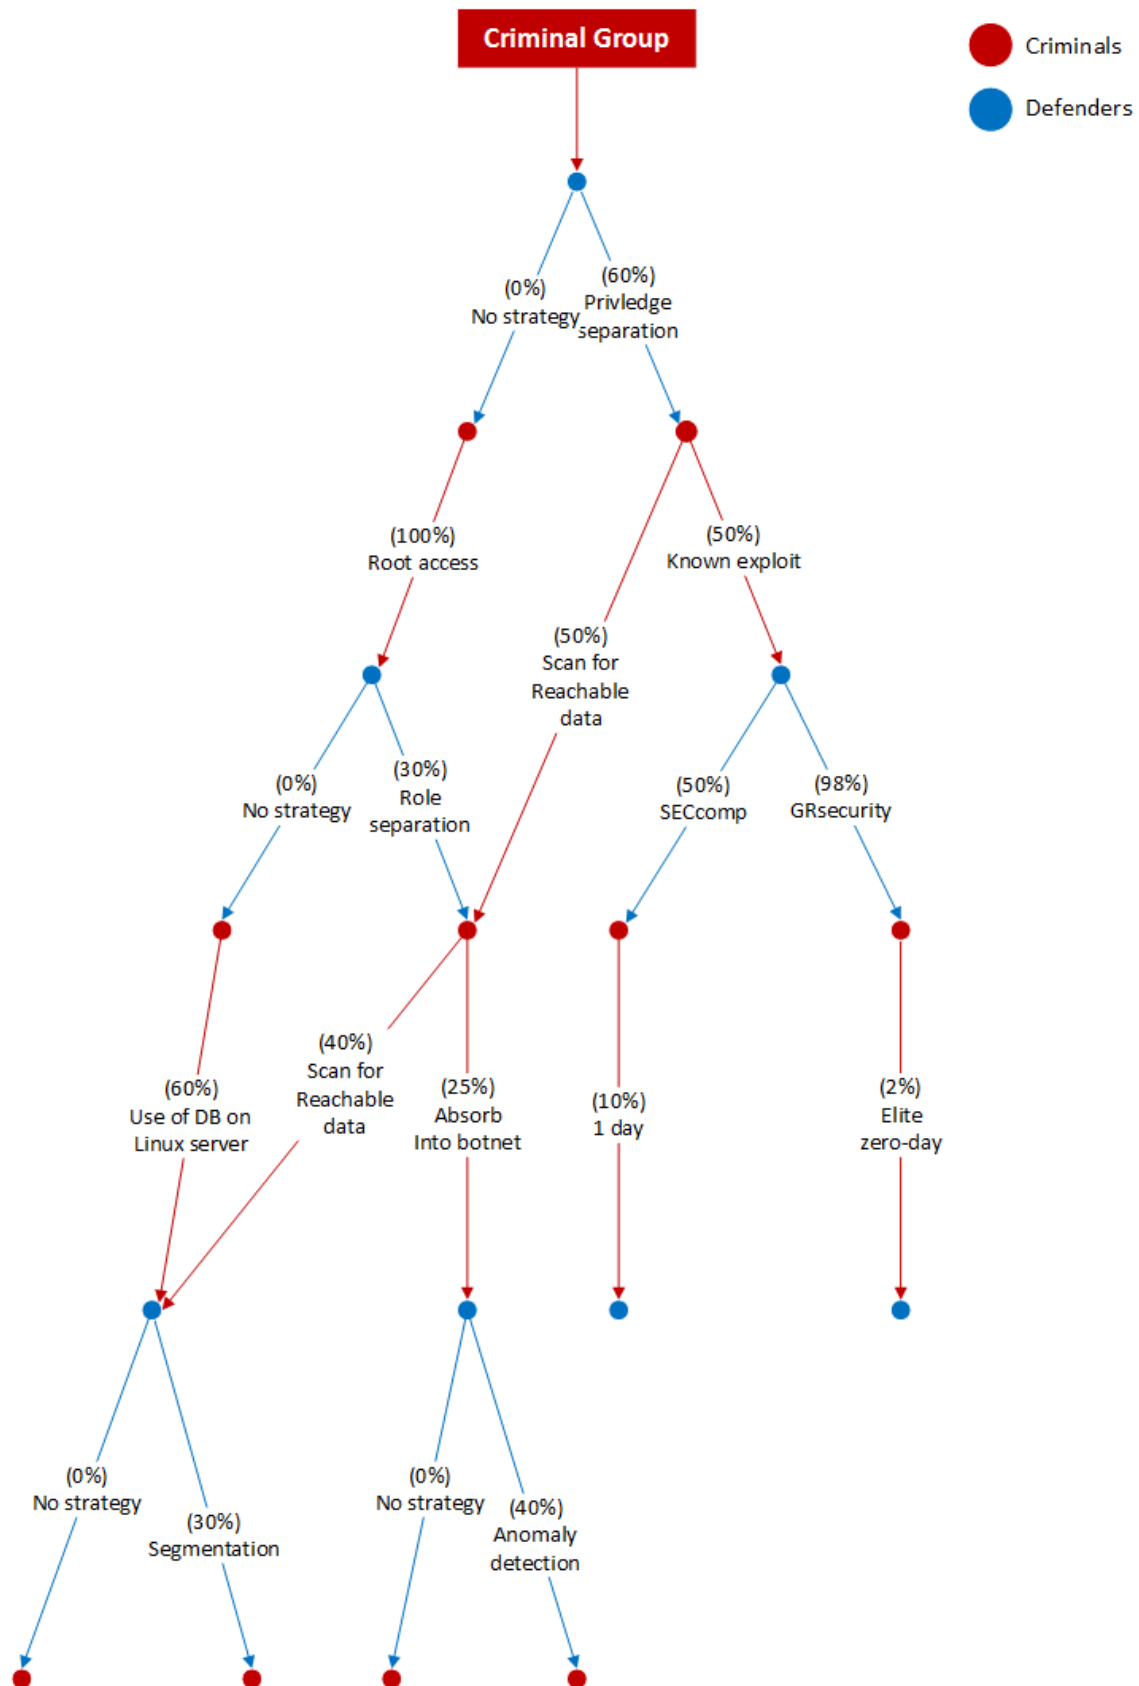 Criminal Group
Criminals
Defenders
(0%)
No strategy
(60%)
Privledge
separation
(100%)
Root access
(50%)
Known exploit
(50%)
Scan for
Reachable
data
(0%)
No strategy
(30%)
Role
separation
(50%)
SECcomp
(98%)
GRsecurity
(60%)
Use of DB on
Linux server
(40%)
Scan for
Reachable
data
(25%)
Absorb
Into botnet
(10%)
1 day
(2%)
Elite
zero-day
(0%)
No strategy
(30%)
Segmentation
(0%)
No strategy
(40%)
Anomaly
detection